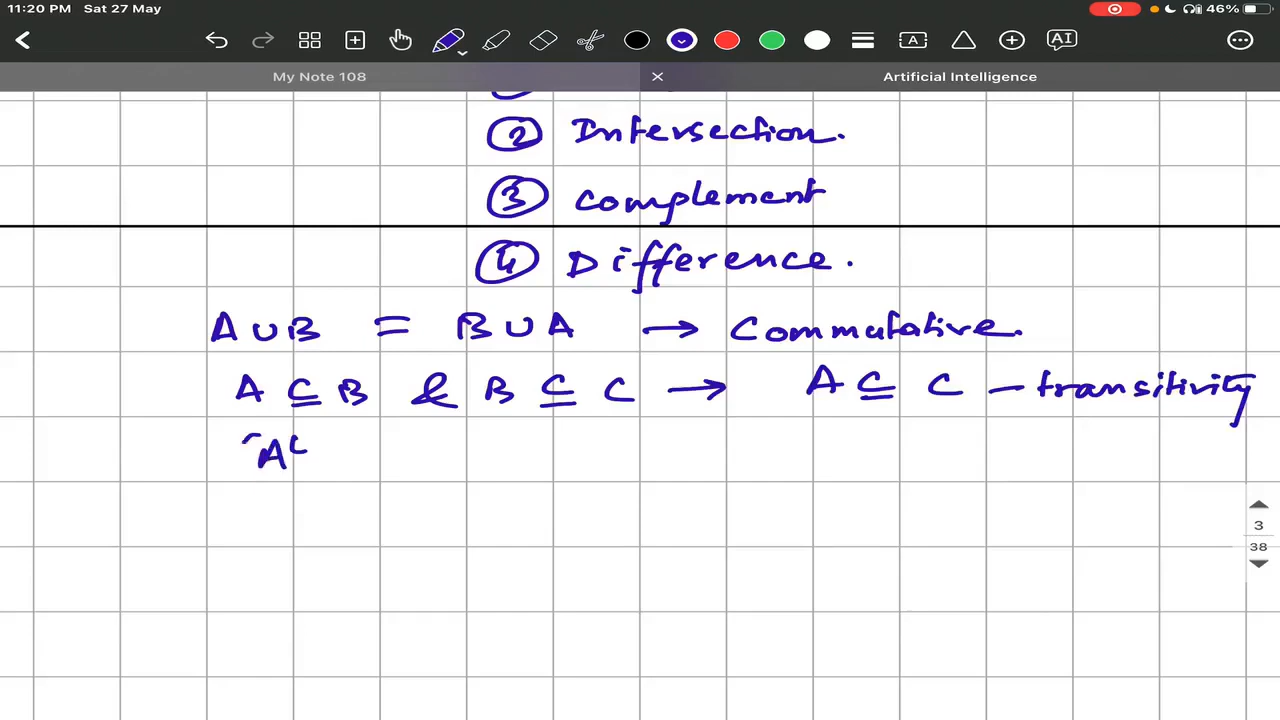 11:20 PM Sat 27 May
46%
My Note 108
Artificial Intelligence
② Intersection.
③ complement
④ Difference.
A ∪ B = B ∪ A → Commutative.
A ⊆ B & B ⊆ C → A ⊆ C – transitivity
A
3
38